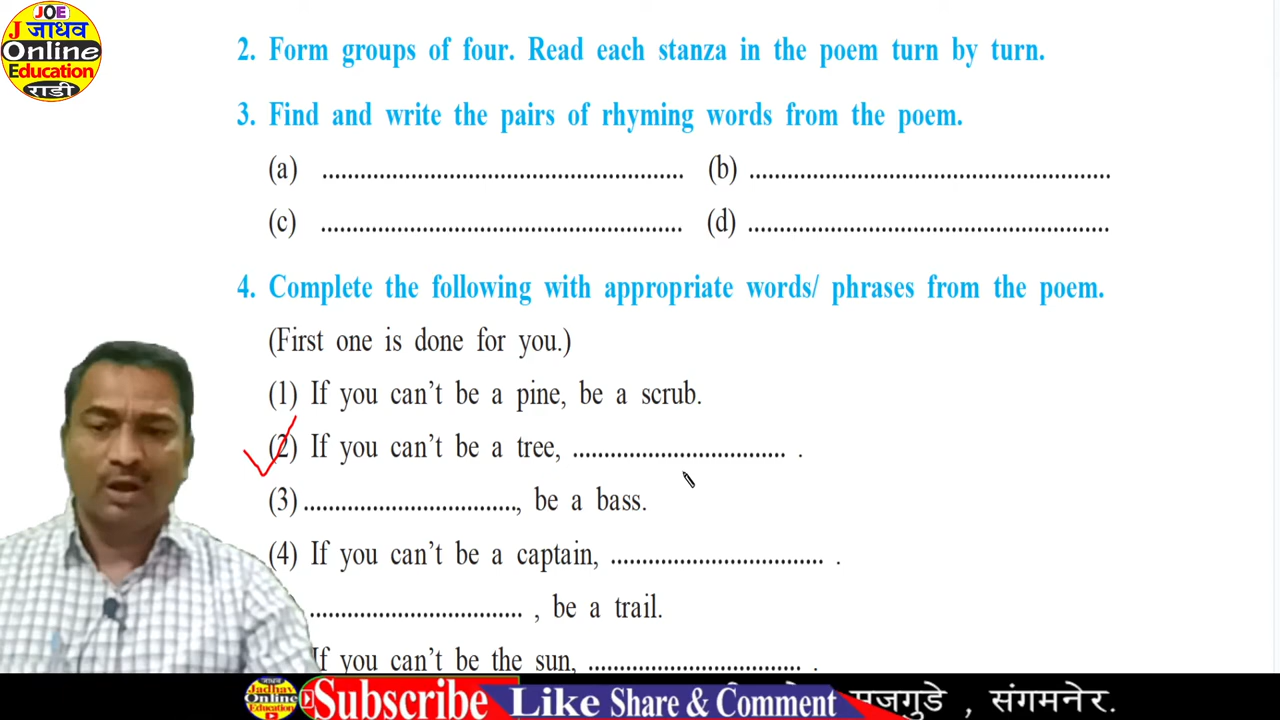 JOE
J जाधव
Online
Education
राडी
2. Form groups of four. Read each stanza in the poem turn by turn.
3. Find and write the pairs of rhyming words from the poem.
(a) ........................................................ (b) ........................................................
(c) ........................................................ (d) ........................................................
4. Complete the following with appropriate words/ phrases from the poem.
(First one is done for you.)
(1) If you can't be a pine, be a scrub.
(2) If you can't be a tree, ................................. .
(3) ................................., be a bass.
(4) If you can't be a captain, ................................. .
................................. , be a trail.
If you can't be the sun, ................................. .
Jadhav
Online
Education
Subscribe Like Share & Comment मजगुडे , संगमनेर.